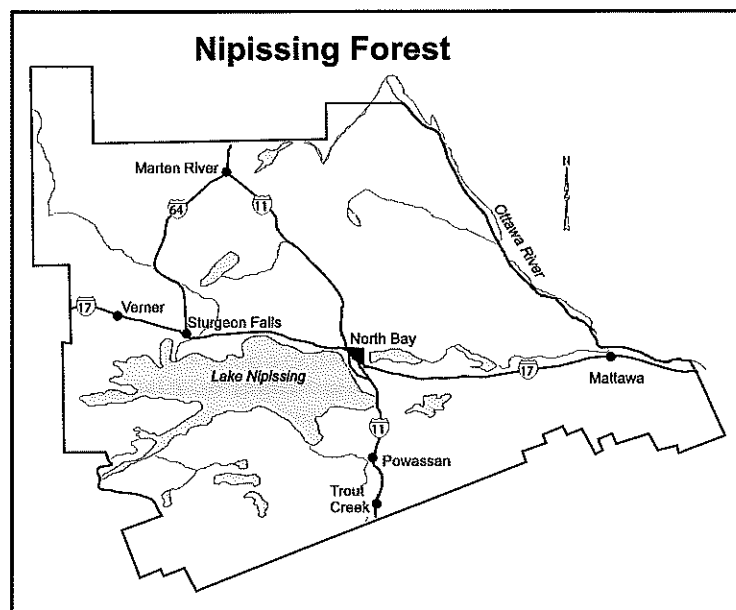 Nipissing Forest
Marten River
64
11
N
Ottawa River
17
Verner
Sturgeon Falls
North Bay
Lake Nipissing
17
Mattawa
11
Powassan
Trout
Creek